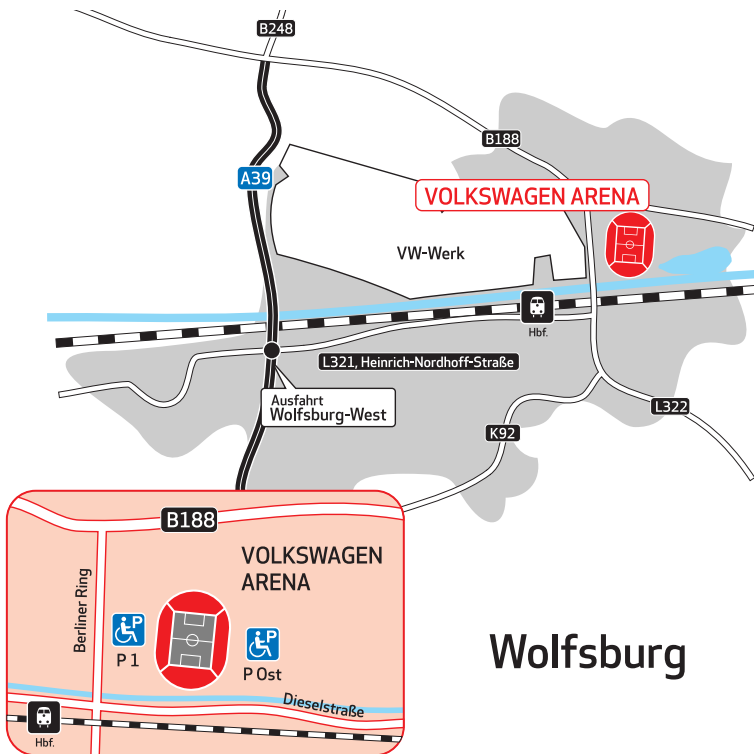 B248
B188
A39
VOLKSWAGEN ARENA
VW-Werk
Hbf.
L321, Heinrich-Nordhoff-Straße
Ausfahrt
Wolfsburg-West
L322
K92
B188
VOLKSWAGEN
ARENA
Berliner Ring
P
P 1
P
P Ost
Dieselstraße
Hbf.
Wolfsburg